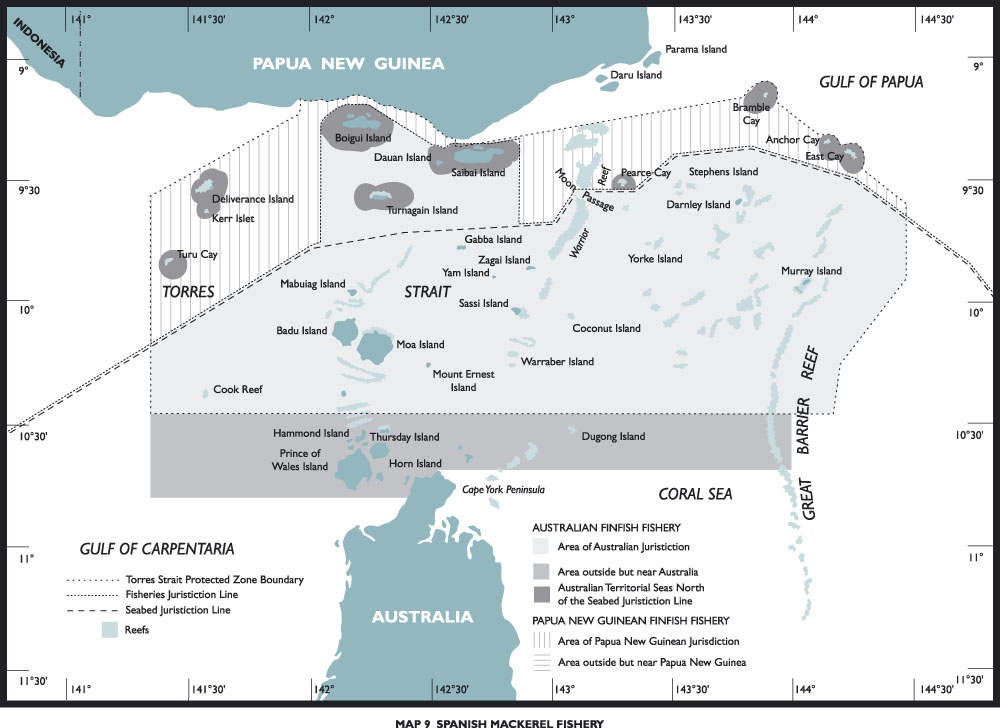 141°
141°30'
142°
142°30'
143°
143°30'
144°
144°30'
INDONESIA
Parama Island
PAPUA NEW GUINEA
9°
9°
Daru Island
GULF OF PAPUA
Bramble
Cay
Boigui Island
Anchor Cay
Dauan Island
East Cay
Saibai Island
Moon
Passage
Reef
Warrior
Pearce Cay
Stephens Island
9°30
9°30'
Deliverance Island
Kerr Islet
Turnagain Island
Darnley Island
Gabba Island
Turu Cay
Zagai Island
Yorke Island
Yam Island
Murray Island
Mabuiag Island
TORRES
STRAIT
Sassi Island
10°
10°
Badu Island
Coconut Island
Moa Island
Warraber Island
Mount Ernest
Island
Cook Reef
GREAT BARRIER REEF
10°30'
10°30'
Hammond Island
Thursday Island
Dugong Island
Prince of
Wales Island
Horn Island
Cape York Peninsula
CORAL SEA
GULF OF CARPENTARIA
11°
11°
Torres Strait Protected Zone Boundary
Fisheries Juristiction Line
Seabed Juristiction Line
Reefs
AUSTRALIA
AUSTRALIAN FINFISH FISHERY
Area of Australian Juristiction
Area outside but near Australia
Australian Territorial Seas North
of the Seabed Jurisdiction Line
PAPUA NEW GUINEAN FINFISH FISHERY
Area of Papua New Guinean Jurisdiction
Area outside but near Papua New Guinea
11°30'
11°30'
141°
141°30'
142°
142°30'
143°
143°30'
144°
144°30'
MAP 9 SPANISH MACKEREL FISHERY